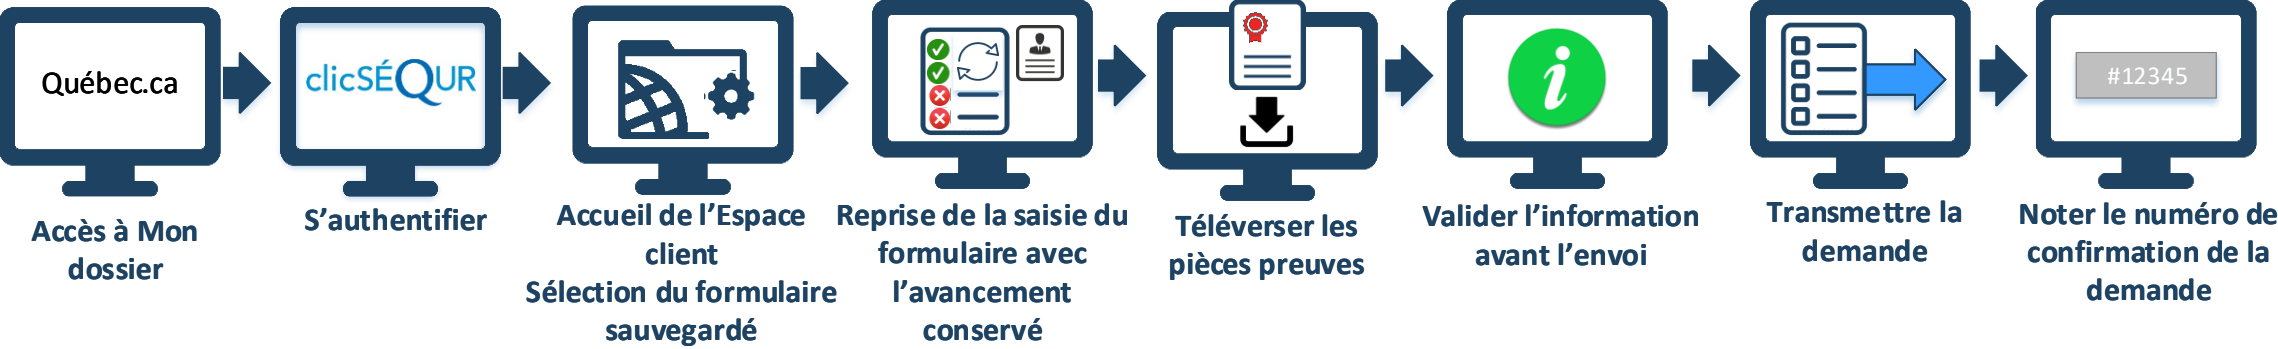 Québec.ca
Accès à Mon
dossier
clicSÉQUR
S’authentifier
Accueil de l’Espace
client
Sélection du formulaire
sauvegardé
Reprise de la saisie du
formulaire avec
l’avancement
conservé
Téléverser les
pièces preuves
i
Valider l’information
avant l’envoi
Transmettre la
demande
#12345
Noter le numéro de
confirmation de la
demande